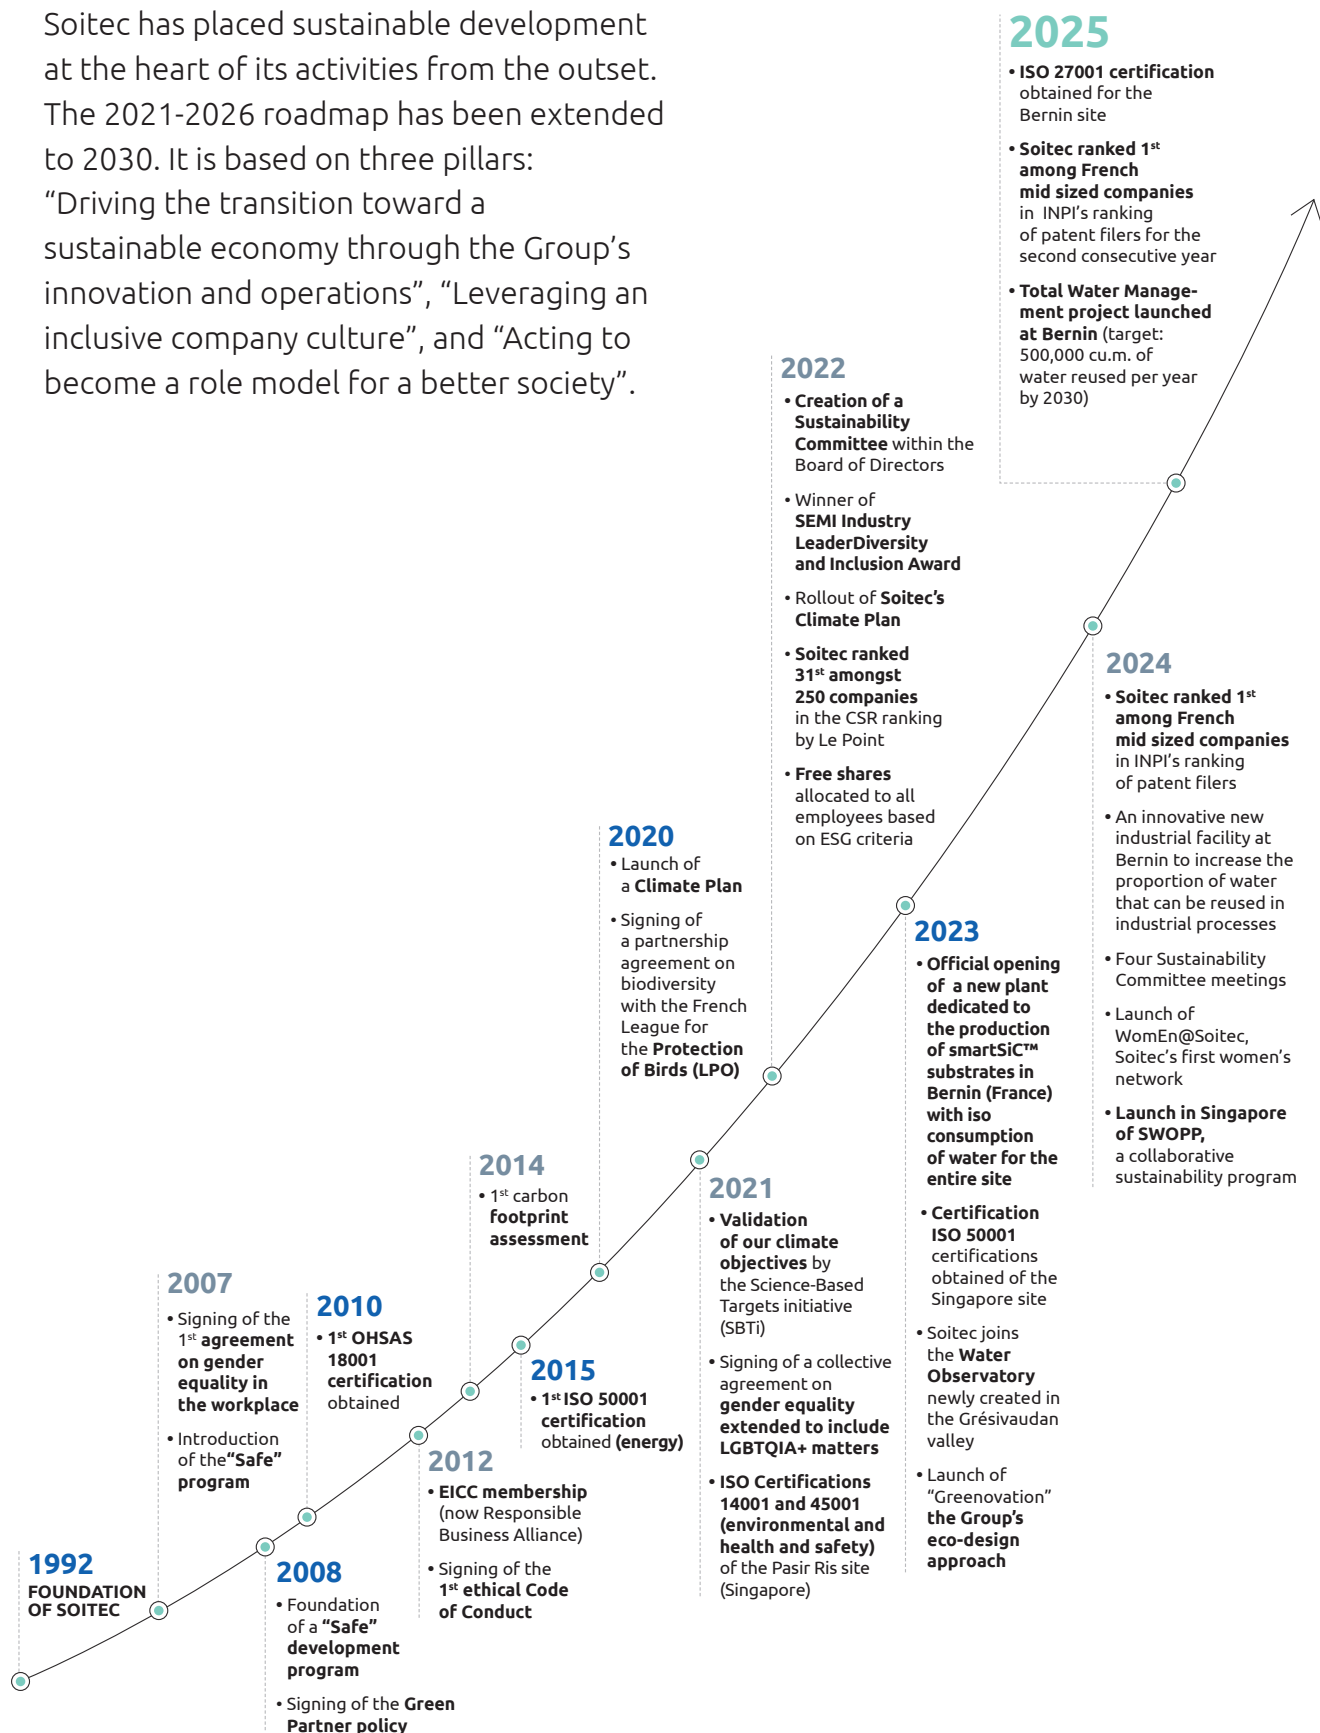 Soitec has placed sustainable development
at the heart of its activities from the outset.
The 2021-2026 roadmap has been extended
to 2030. It is based on three pillars:
“Driving the transition toward a
sustainable economy through the Group’s
innovation and operations”, “Leveraging an
inclusive company culture”, and “Acting to
become a role model for a better society”.
1992
FOUNDATION
OF SOITEC
2007
• Signing of the
1st agreement
on gender
equality in
the workplace
• Introduction
of the“Safe”
program
2008
• Foundation
of a “Safe”
development
program
• Signing of the Green
Partner policy
2010
• 1st OHSAS
18001
certification
obtained
2012
• EICC membership
(now Responsible
Business Alliance)
• Signing of the
1st ethical Code
of Conduct
2014
• 1st carbon
footprint
assessment
2015
• 1st ISO 50001
certification
obtained (energy)
2020
• Launch of
a Climate Plan
• Signing of
a partnership
agreement on
biodiversity
with the French
League for
the Protection
of Birds (LPO)
2021
• Validation
of our climate
objectives by
the Science-Based
Targets initiative
(SBTi)
• Signing of a collective
agreement on
gender equality
extended to include
LGBTQIA+ matters
• ISO Certifications
14001 and 45001
(environmental and
health and safety)
of the Pasir Ris site
(Singapore)
2022
• Creation of a
Sustainability
Committee within the
Board of Directors
• Winner of
SEMI Industry
LeaderDiversity
and Inclusion Award
• Rollout of Soitec’s
Climate Plan
• Soitec ranked
31st amongst
250 companies
in the CSR ranking
by Le Point
• Free shares
allocated to all
employees based
on ESG criteria
2023
• Official opening
of a new plant
dedicated to
the production
of smartSiC™
substrates in
Bernin (France)
with iso
consumption
of water for the
entire site
• Certification
ISO 50001
certifications
obtained of the
Singapore site
• Soitec joins
the Water
Observatory
newly created in
the Grésivaudan
valley
• Launch of
“Greenovation”
the Group’s
eco-design
approach
2024
• Soitec ranked 1st
among French
mid sized companies
in INPI’s ranking
of patent filers
• An innovative new
industrial facility at
Bernin to increase the
proportion of water
that can be reused in
industrial processes
• Four Sustainability
Committee meetings
• Launch of
WomEn@Soitec,
Soitec’s first women’s
network
• Launch in Singapore
of SWOPP,
a collaborative
sustainability program
2025
• ISO 27001 certification
obtained for the
Bernin site
• Soitec ranked 1st
among French
mid sized companies
in INPI’s ranking
of patent filers for the
second consecutive year
• Total Water Manage-
ment project launched
at Bernin (target:
500,000 cu.m. of
water reused per year
by 2030)